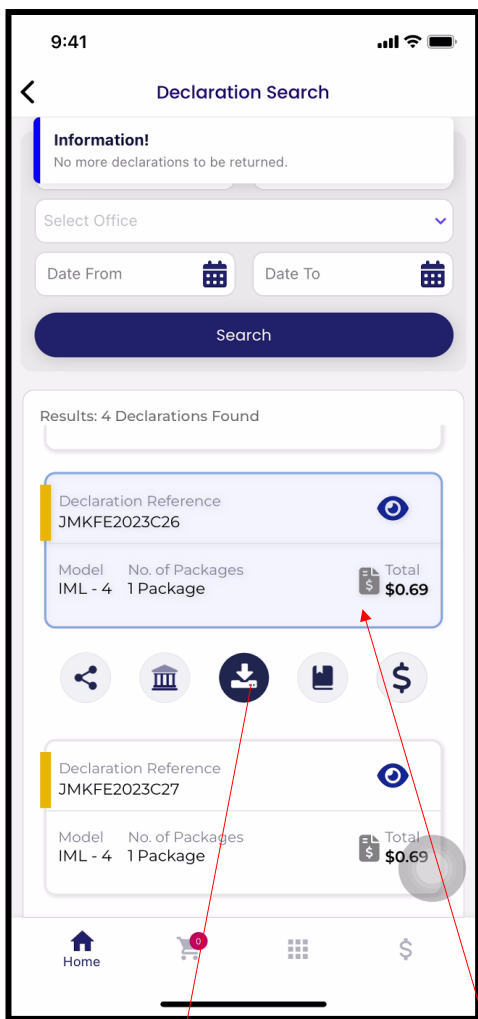 9:41
Declaration Search
Information!
No more declarations to be returned.
Select Office
Date From Date To
Search
Results: 4 Declarations Found
Declaration Reference
JMKFE2023C26
Model No. of Packages Total
IML - 4 1 Package $ $0.69
$
Declaration Reference
JMKFE2023C27
Model No. of Packages Total
IML - 4 1 Package $ $0.69
0
Home $